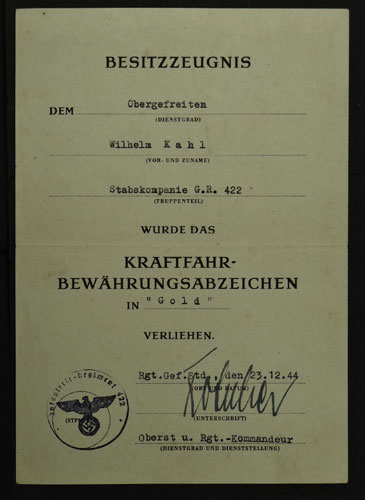 BESITZZEUGNIS
DEM Obergefreiten
(DIENSTGRAD)
Wilhelm Kahl
(VOR- UND ZUNAME)
Stabskompanie G.R. 422
(TRUPPENTEIL)
WURDE DAS
KRAFTFAHR-
BEWÄHRUNGSABZEICHEN
IN "Gold"
VERLIEHEN.
Rgt.Gef.Std., den 23.12.44
(ORT UND DATUM)
Infanterie-Regiment 422
(UNTERSCHRIFT)
Oberst u. Rgt.-Kommandeur
(DIENSTGRAD UND DIENSTSTELLUNG)